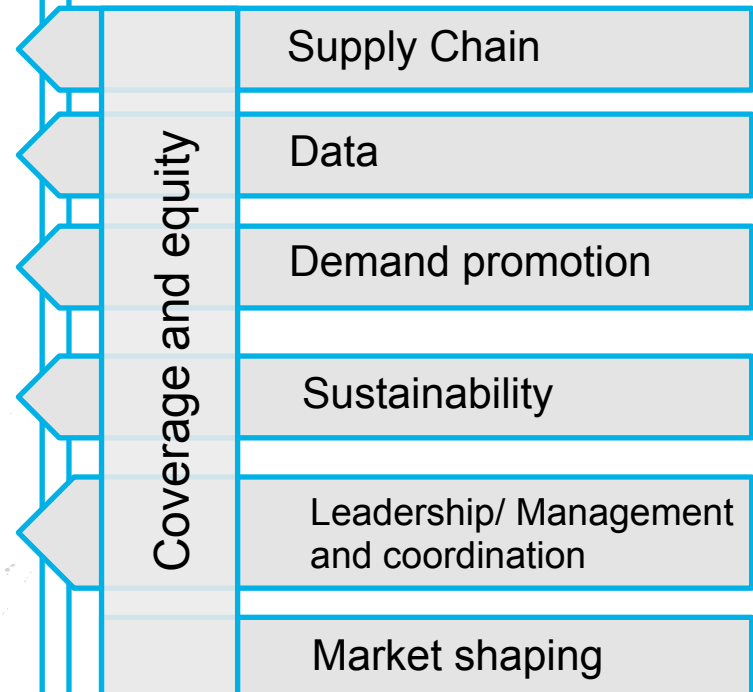 Supply Chain
Data
Demand promotion
Coverage and equity
Sustainability
Leadership/ Management
and coordination
Market shaping